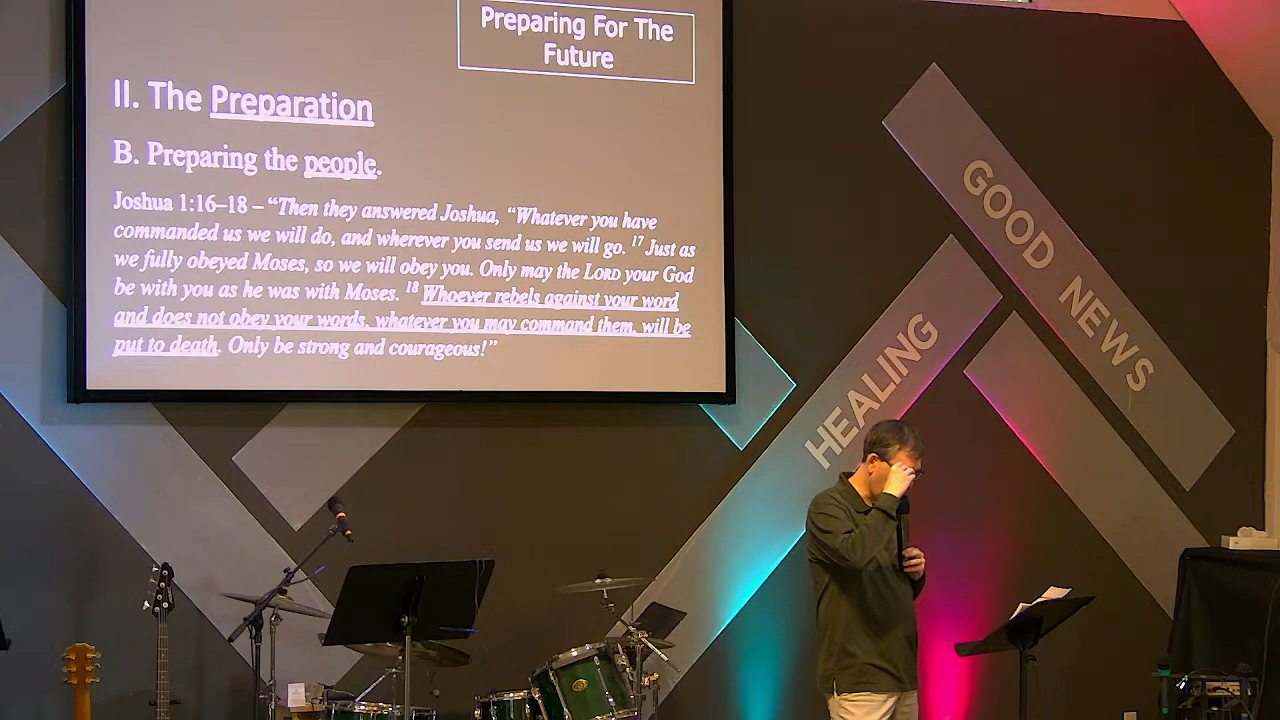 Preparing For The
Future
II. The Preparation
B. Preparing the people.
Joshua 1:16–18 – “Then they answered Joshua, “Whatever you have
commanded us we will do, and wherever you send us we will go. 17 Just as
we fully obeyed Moses, so we will obey you. Only may the LORD your God
be with you as he was with Moses. 18 Whoever rebels against your word
and does not obey your words, whatever you may command them, will be
put to death. Only be strong and courageous!”
GOOD NEWS
HEALING